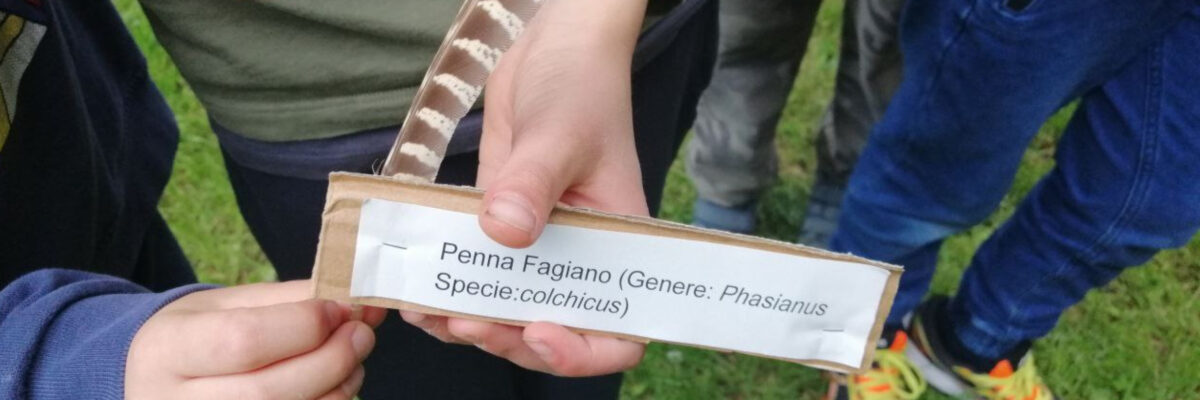 Penna Fagiano (Genere: Phasianus
Specie:colchicus)